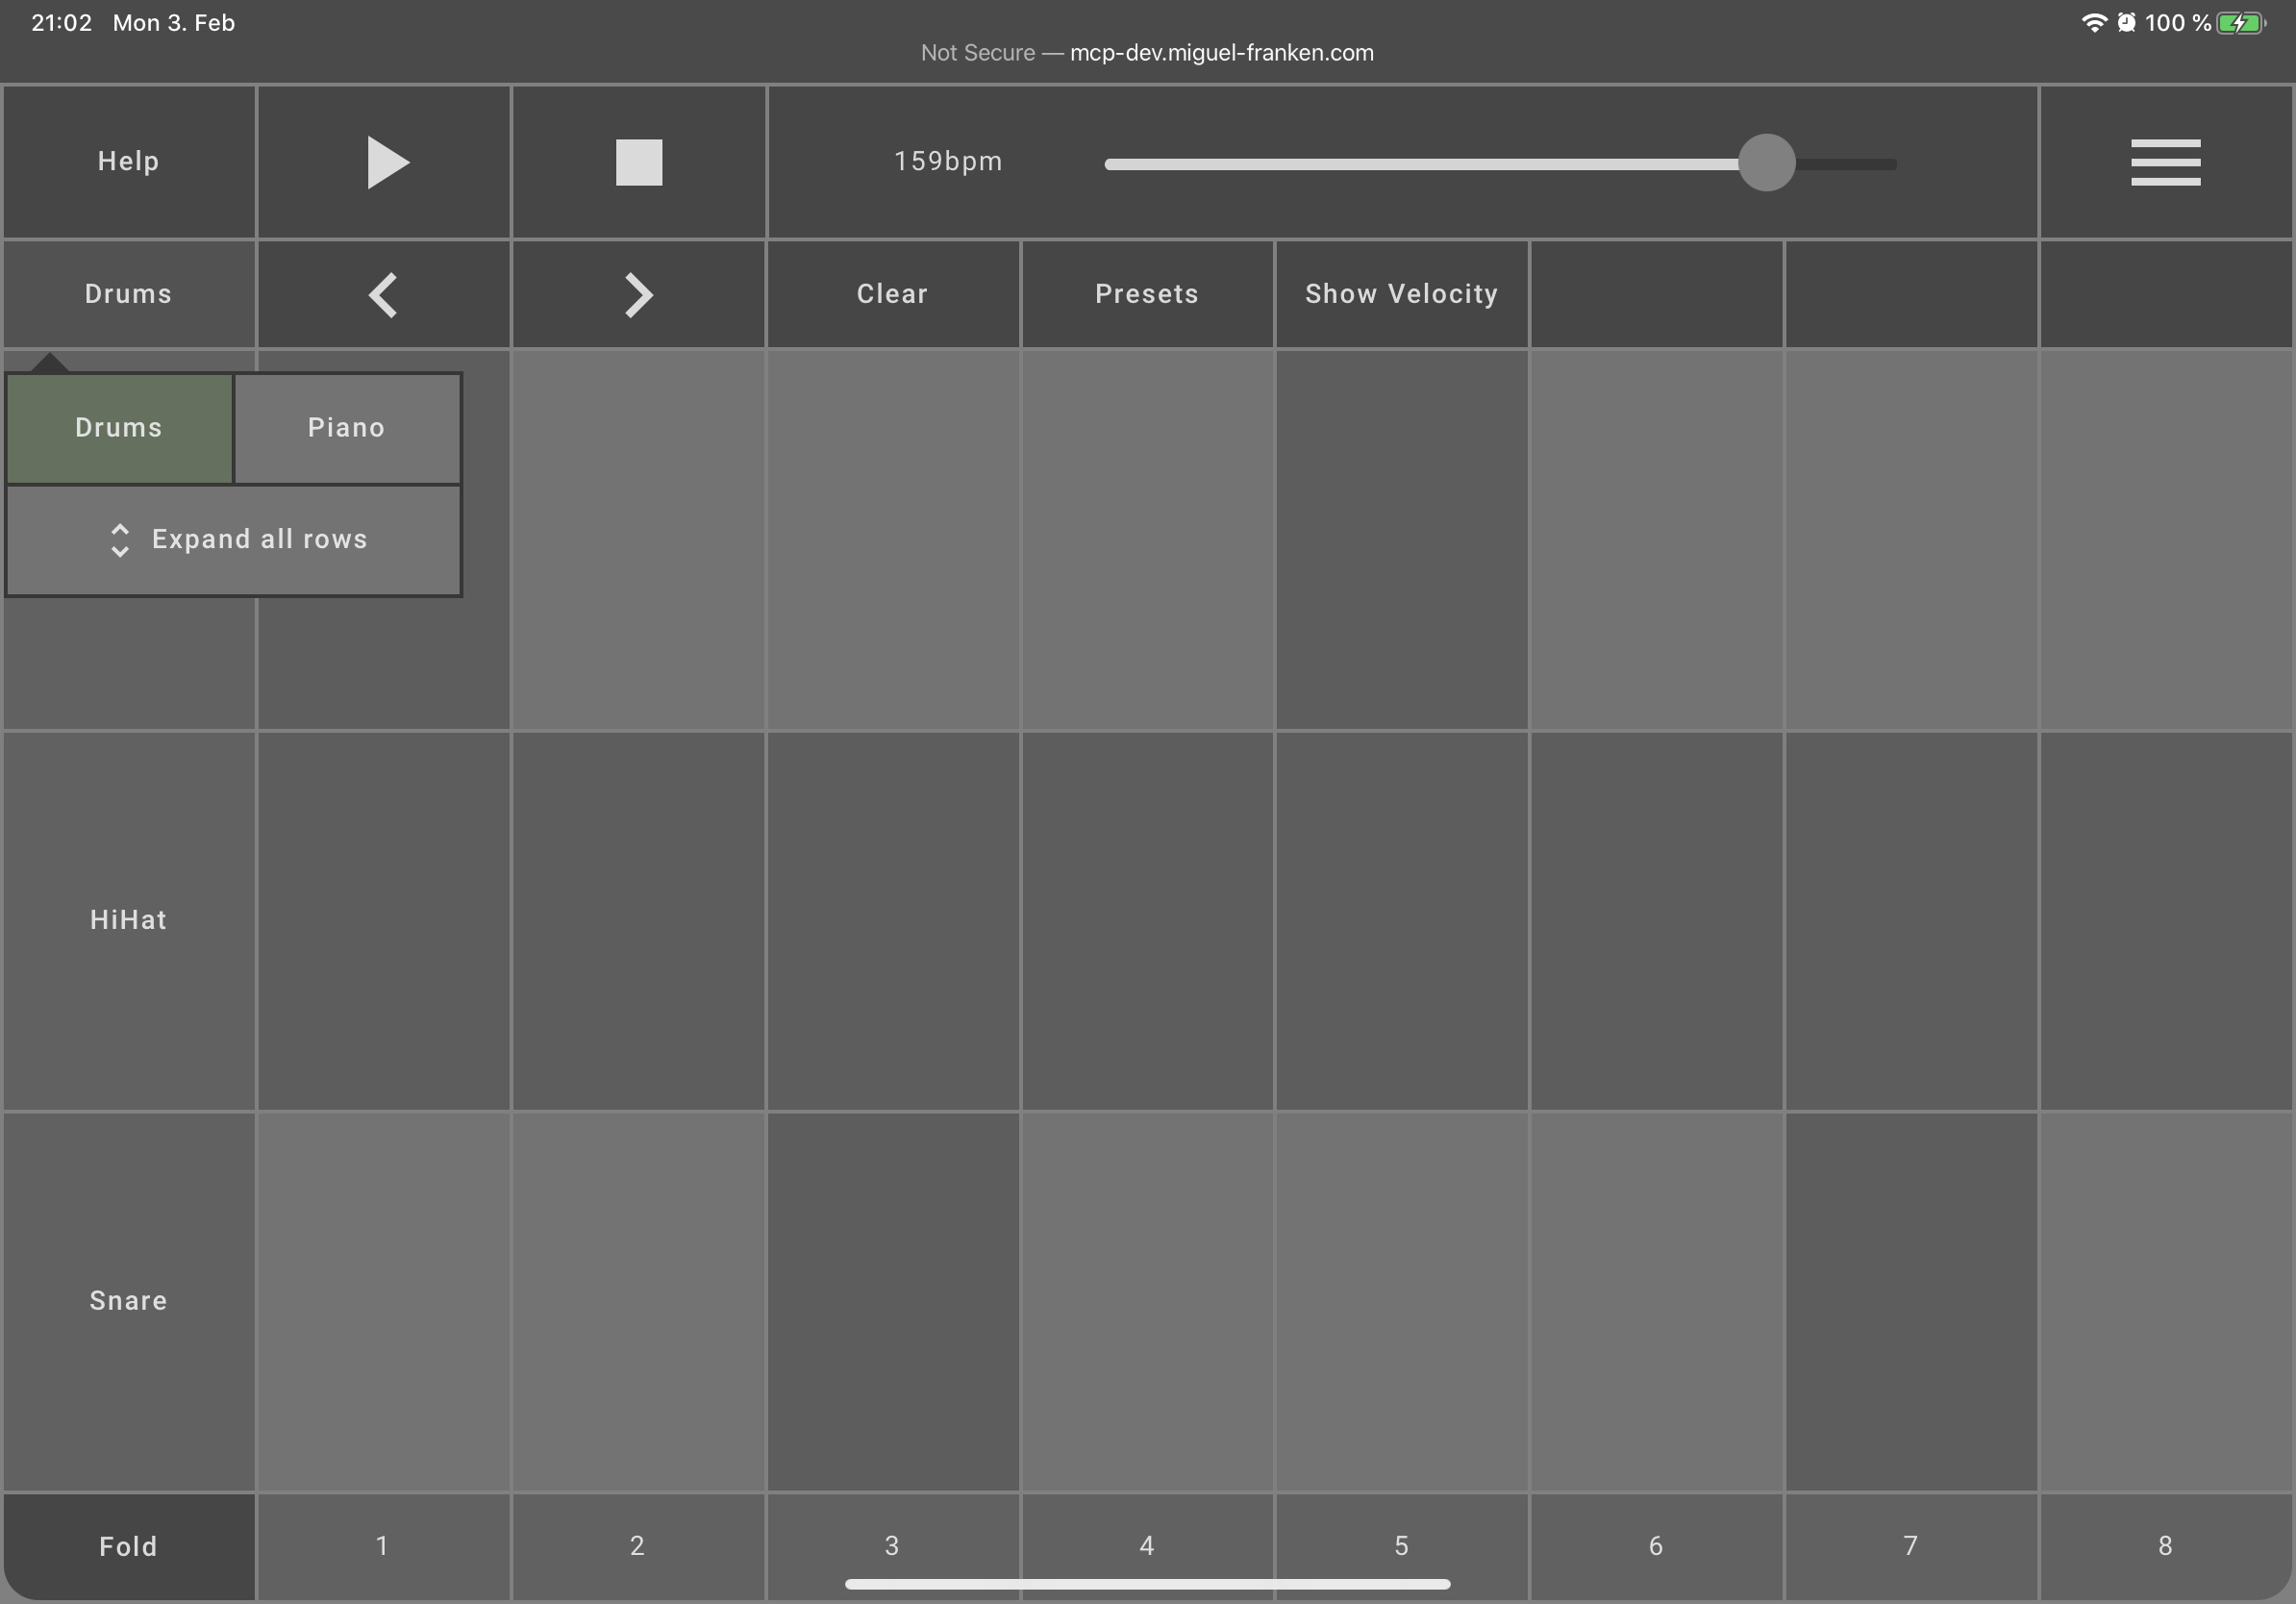 21:02 Mon 3. Feb
100 %
Not Secure — mcp-dev.miguel-franken.com
Help
159bpm
Drums
Clear
Presets
Show Velocity
Drums
Piano
Expand all rows
HiHat
Snare
Fold
1
2
3
4
5
6
7
8